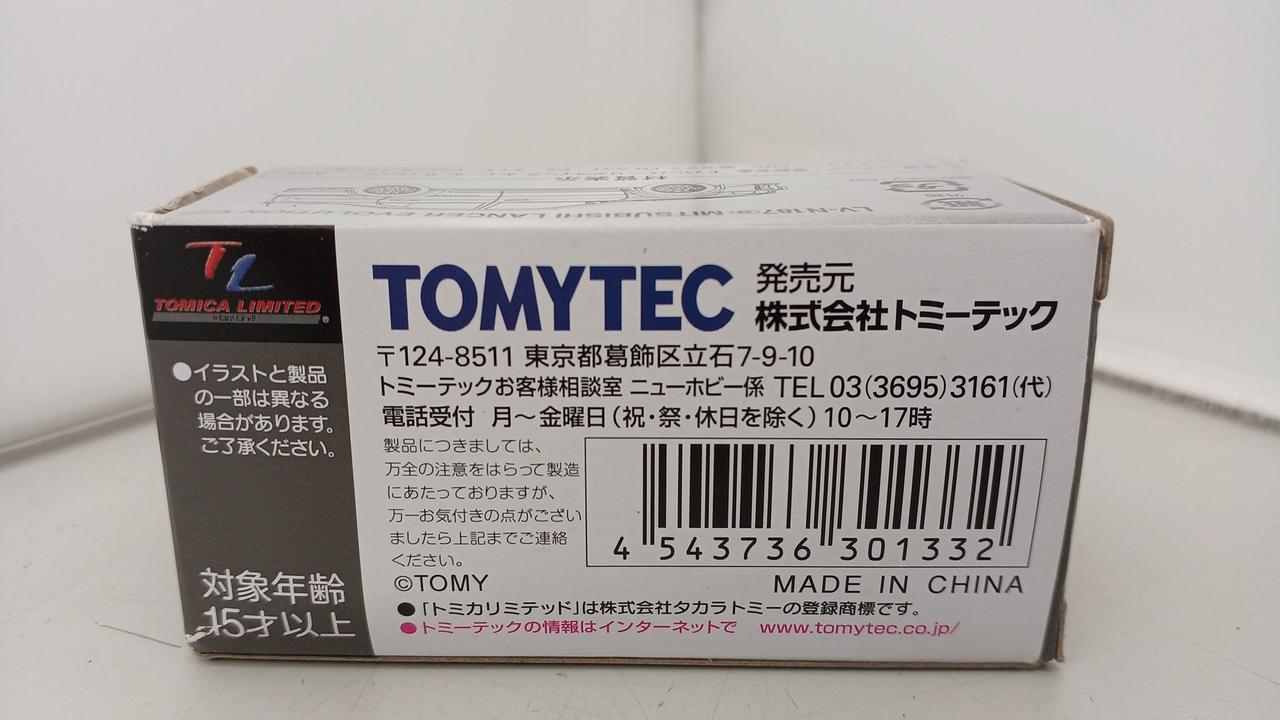 材質表示
LV-N187 MITSUBISHI LANCER EVOLUTION
TL
TOMICA LIMITED
TOMYTEC 発売元
株式会社トミーテック
〒124-8511 東京都葛飾区立石7-9-10
トミーテックお客様相談室 ニューホビー係 TEL 03(3695)3161(代)
電話受付 月～金曜日(祝・祭・休日を除く)10～17時
●イラストと製品
の一部は異なる
場合があります。
ご了承ください。
対象年齢
15才以上
製品につきましては、
万全の注意をはらって製造
にあたっておりますが、
万一お気付きの点がござい
ましたら上記までご連絡
ください。
4 543736 301332
©TOMY MADE IN CHINA
●「トミカリミテッド」は株式会社タカラトミーの登録商標です。
●トミーテックの情報はインターネットで www.tomytec.co.jp/